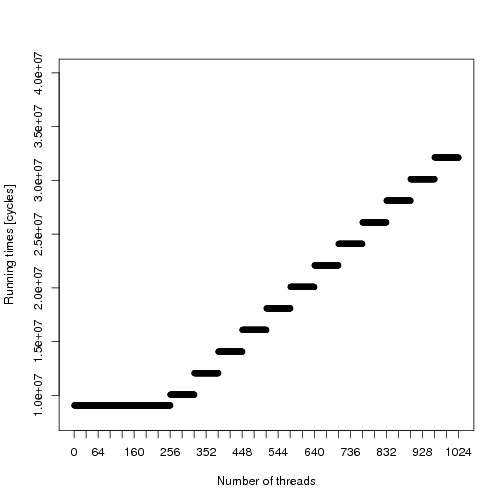 4.0e+07
3.5e+07
3.0e+07
2.5e+07
2.0e+07
1.5e+07
1.0e+07
Running times [cycles]
0 64 160 256 352 448 544 640 736 832 928 1024
Number of threads